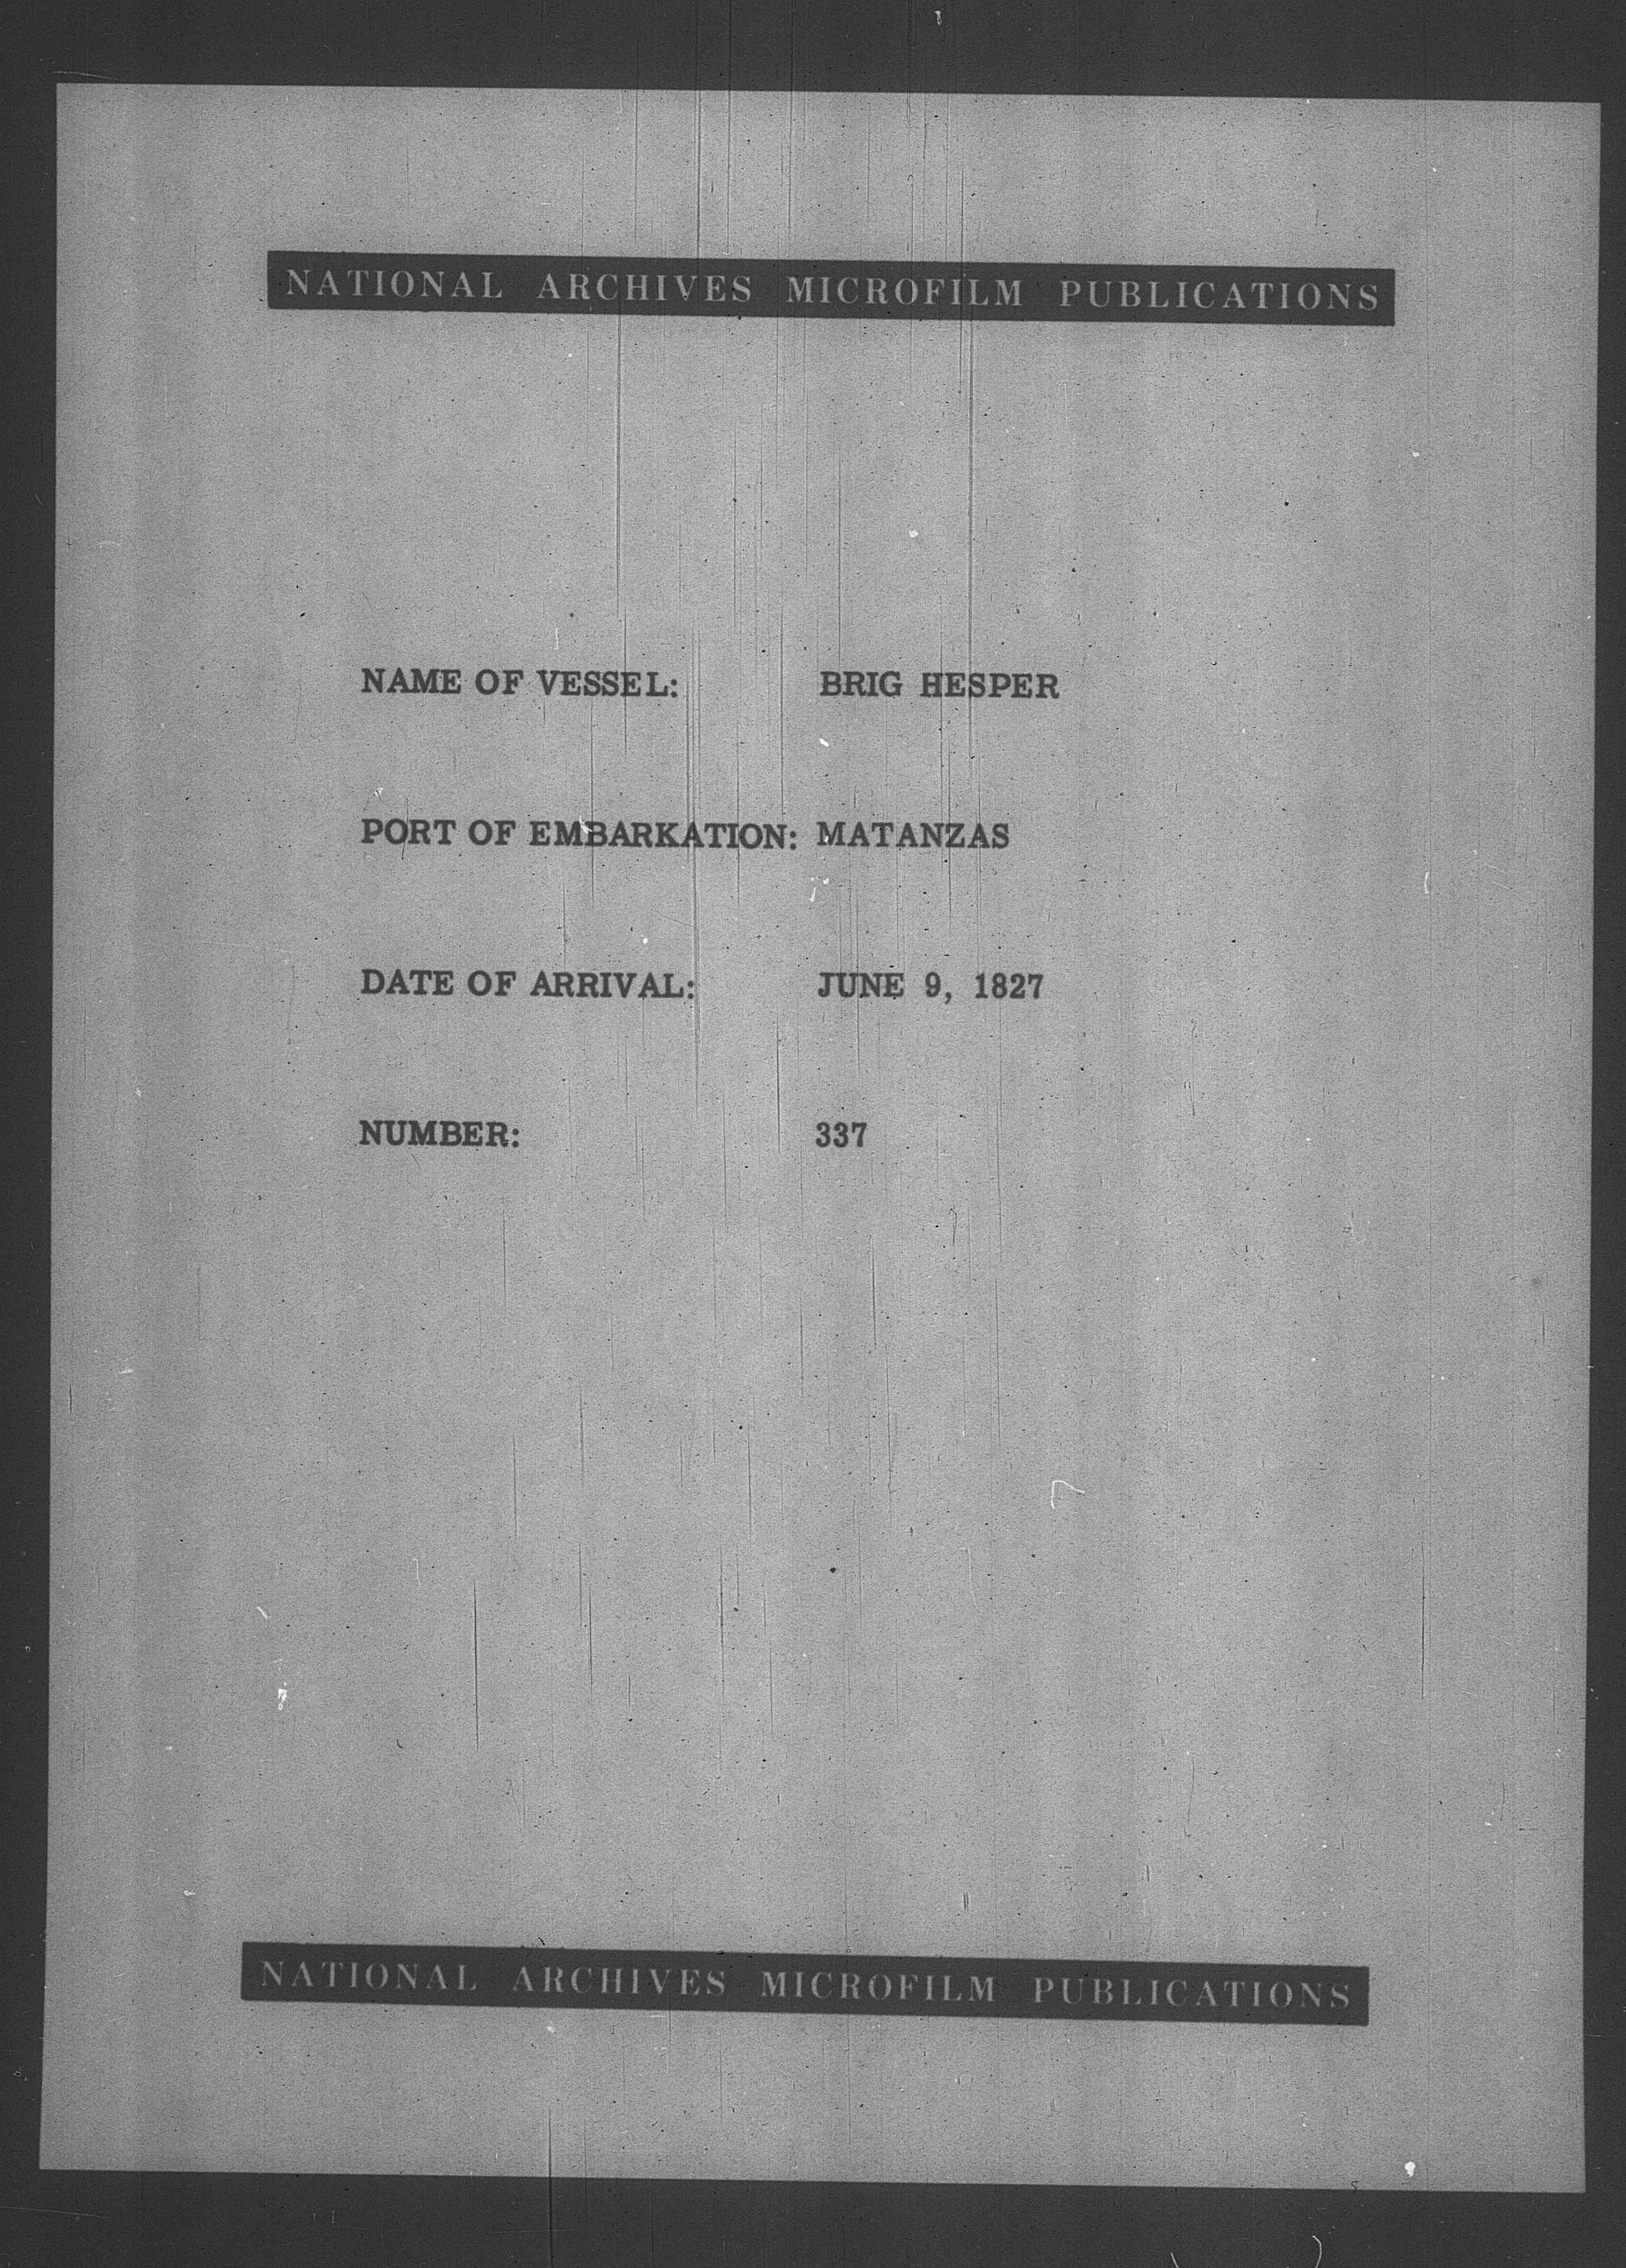 NATIONAL ARCHIVES MICROFILM PUBLICATIONS
NAME OF VESSEL: BRIG HESPER
PORT OF EMBARKATION: MATANZAS
DATE OF ARRIVAL: JUNE 9, 1827
NUMBER: 337
NATIONAL ARCHIVES MICROFILM PUBLICATIONS